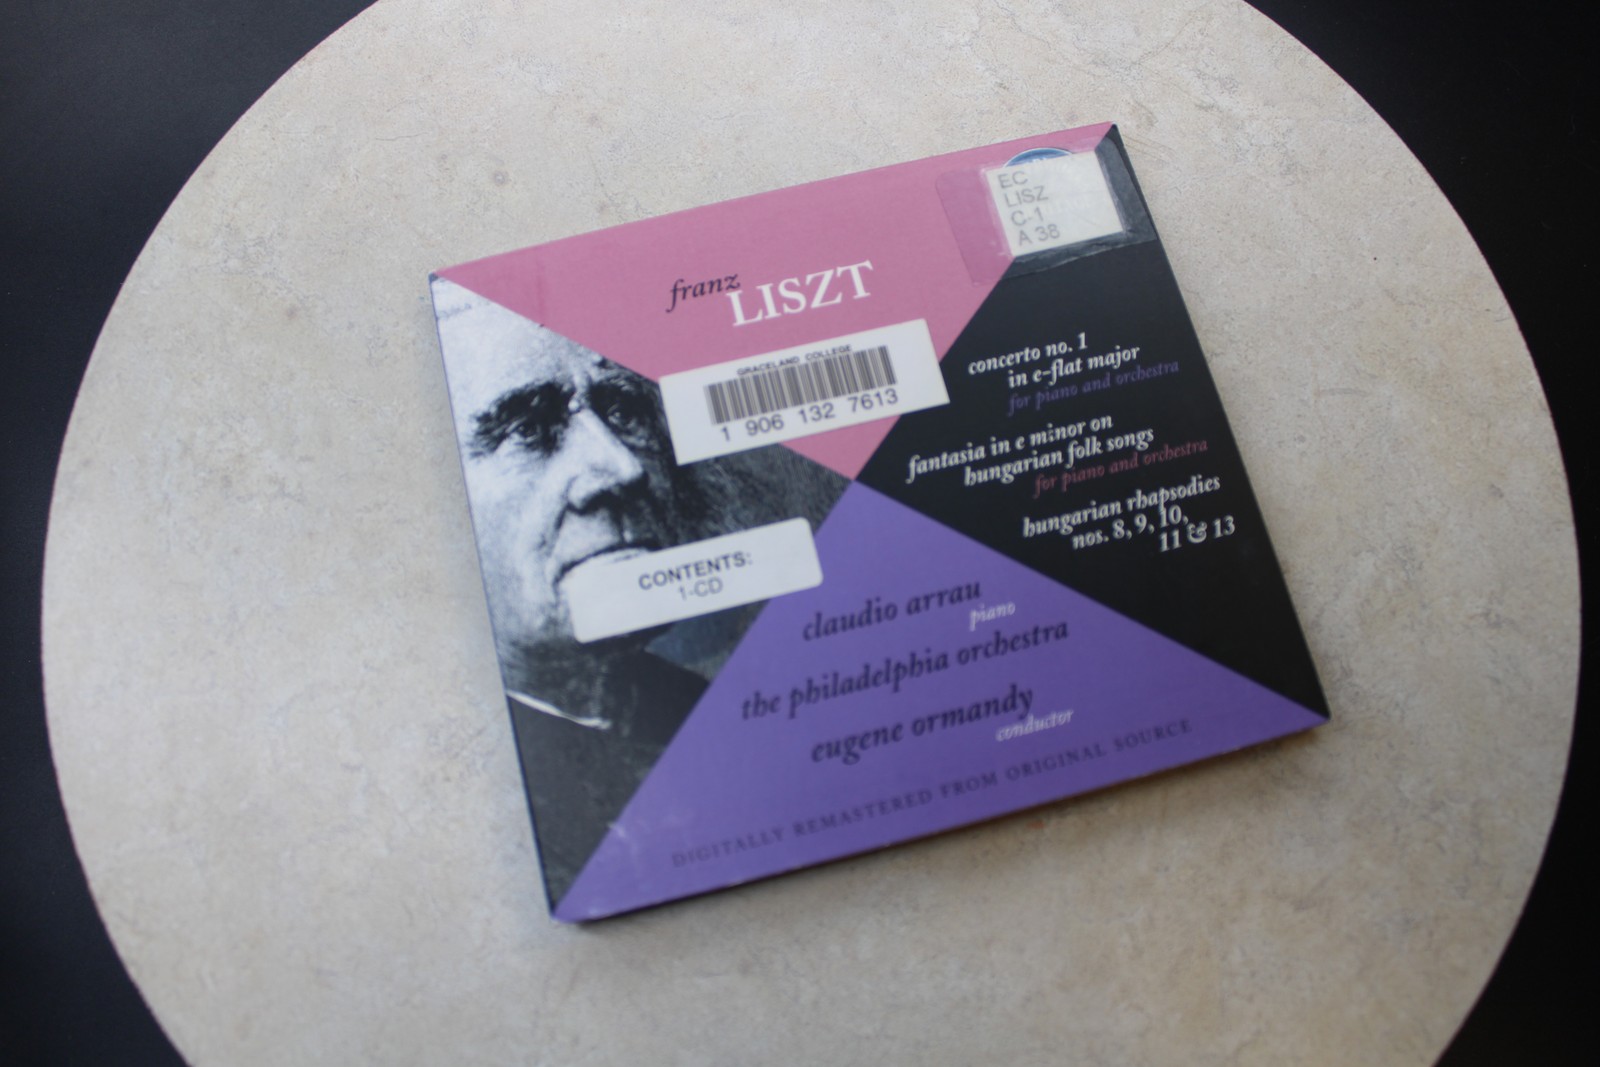 EC
LISZ
C-1
A 38
franz
LISZT
GRACELAND COLLEGE
1 906 132 7613
concerto no. 1
in e-flat major
for piano and orchestra
fantasia in e minor on
hungarian folk songs
for piano and orchestra
hungarian rhapsodies
nos. 8, 9, 10,
11 & 13
CONTENTS:
1-CD
claudio arrau
piano
the philadelphia orchestra
eugene ormandy
conductor
DIGITALLY REMASTERED FROM ORIGINAL SOURCE